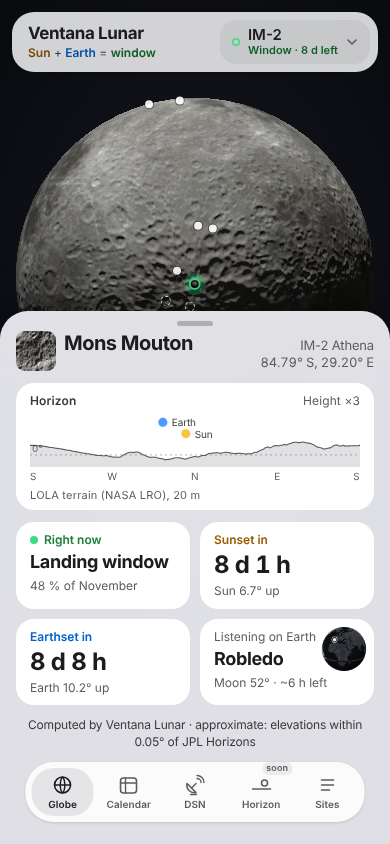 Ventana Lunar
Sun + Earth = window
IM-2
Window · 8 d left
Mons Mouton
IM-2 Athena
84.79° S, 29.20° E
Horizon
Height ×3
Earth
Sun
0°
S W N E S
LOLA terrain (NASA LRO), 20 m
Right now
Landing window
48 % of November
Sunset in
8 d 1 h
Sun 6.7° up
Earthset in
8 d 8 h
Earth 10.2° up
Listening on Earth
Robledo
Moon 52° · ~6 h left
Computed by Ventana Lunar · approximate: elevations within
0.05° of JPL Horizons
soon
Globe Calendar DSN Horizon Sites